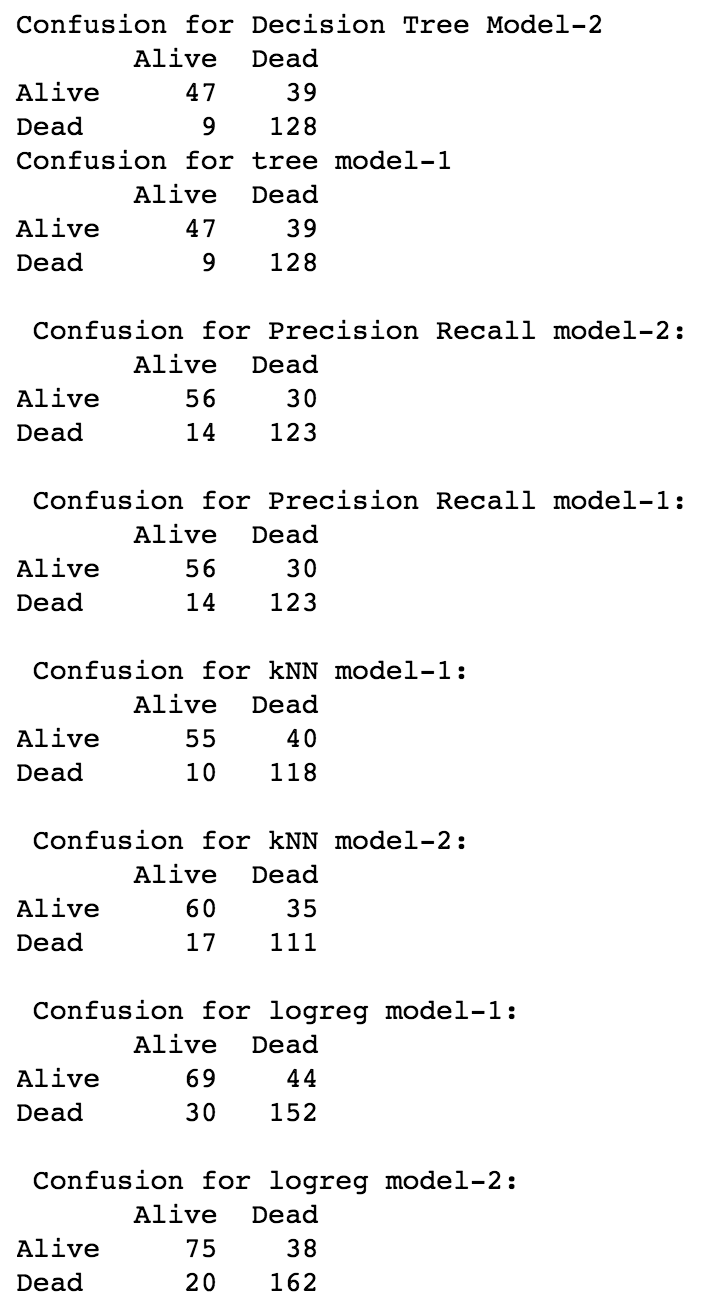 Confusion for Decision Tree Model-2
Alive Dead
Alive 47 39
Dead 9 128
Confusion for tree model-1
Alive Dead
Alive 47 39
Dead 9 128
Confusion for Precision Recall model-2:
Alive Dead
Alive 56 30
Dead 14 123
Confusion for Precision Recall model-1:
Alive Dead
Alive 56 30
Dead 14 123
Confusion for kNN model-1:
Alive Dead
Alive 55 40
Dead 10 118
Confusion for kNN model-2:
Alive Dead
Alive 60 35
Dead 17 111
Confusion for logreg model-1:
Alive Dead
Alive 69 44
Dead 30 152
Confusion for logreg model-2:
Alive Dead
Alive 75 38
Dead 20 162